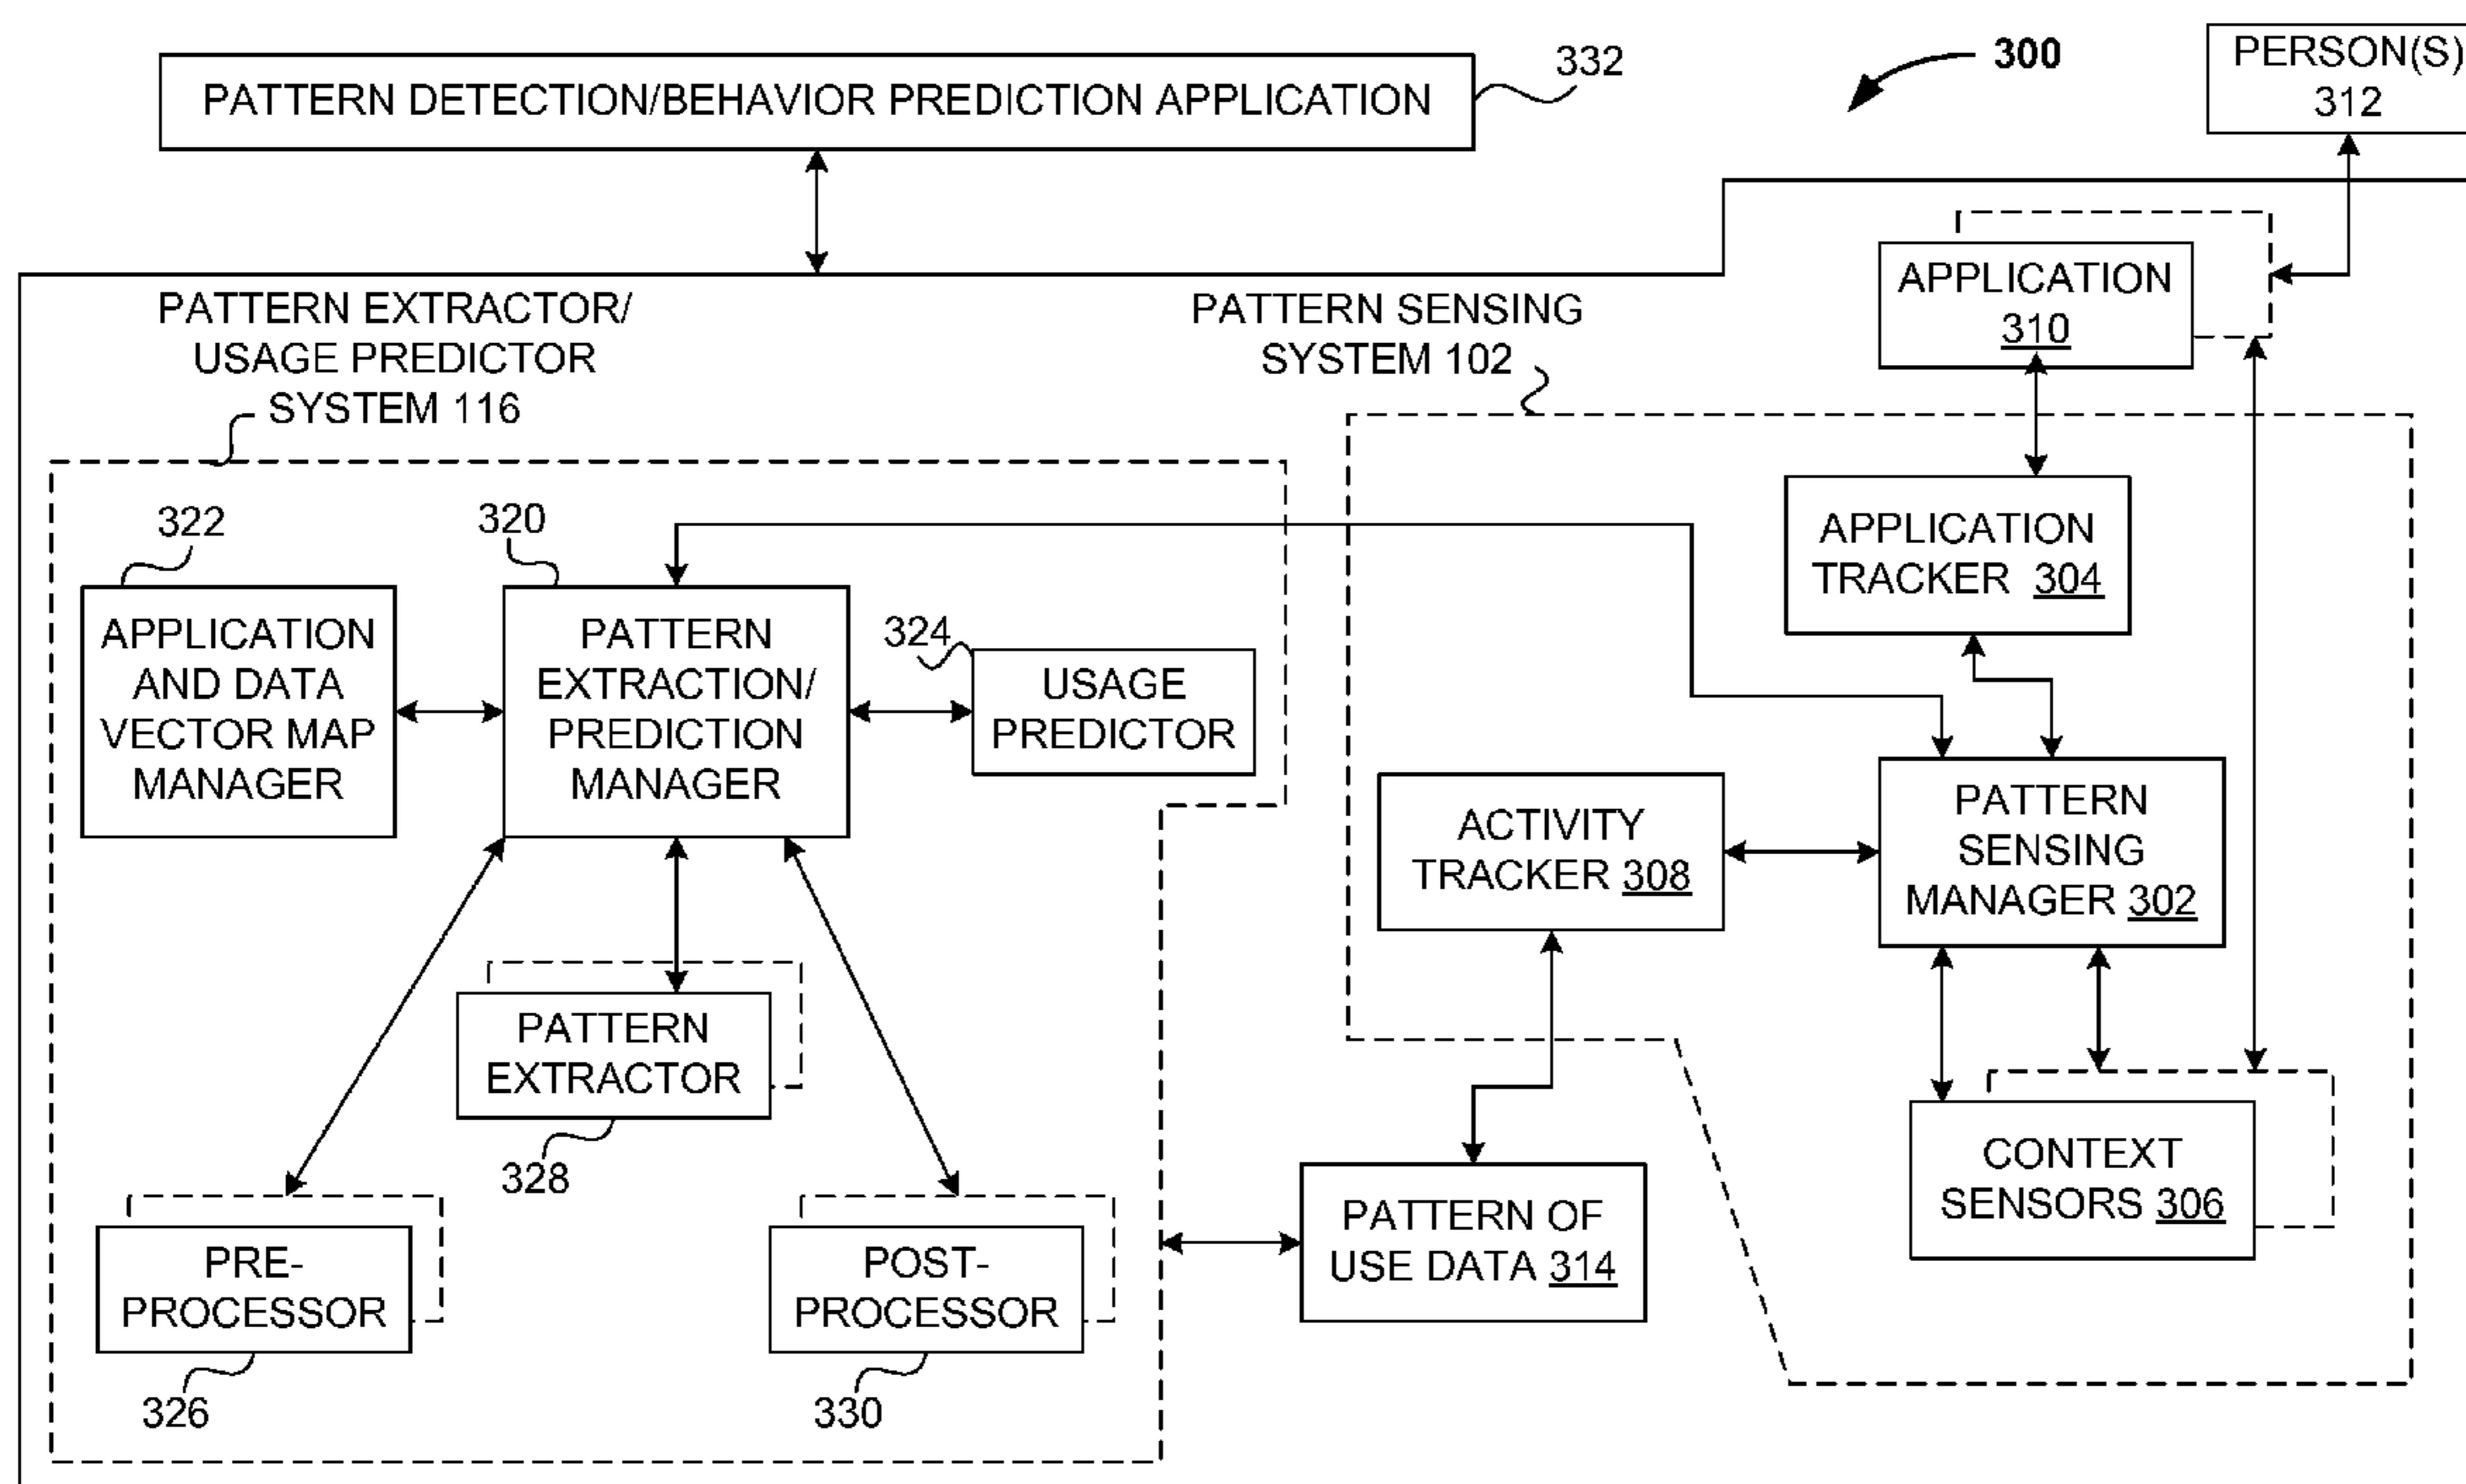 332
PATTERN DETECTION/BEHAVIOR PREDICTION APPLICATION
300
PERSON(S)
312
APPLICATION
310
PATTERN EXTRACTOR/
USAGE PREDICTOR
SYSTEM 116
PATTERN SENSING
SYSTEM 102
322
320
324
APPLICATION
AND DATA
VECTOR MAP
MANAGER
PATTERN
EXTRACTION/
PREDICTION
MANAGER
USAGE
PREDICTOR
APPLICATION
TRACKER 304
ACTIVITY
TRACKER 308
PATTERN
SENSING
MANAGER 302
PATTERN
EXTRACTOR
328
CONTEXT
SENSORS 306
PRE-
PROCESSOR
326
POST-
PROCESSOR
330
PATTERN OF
USE DATA 314